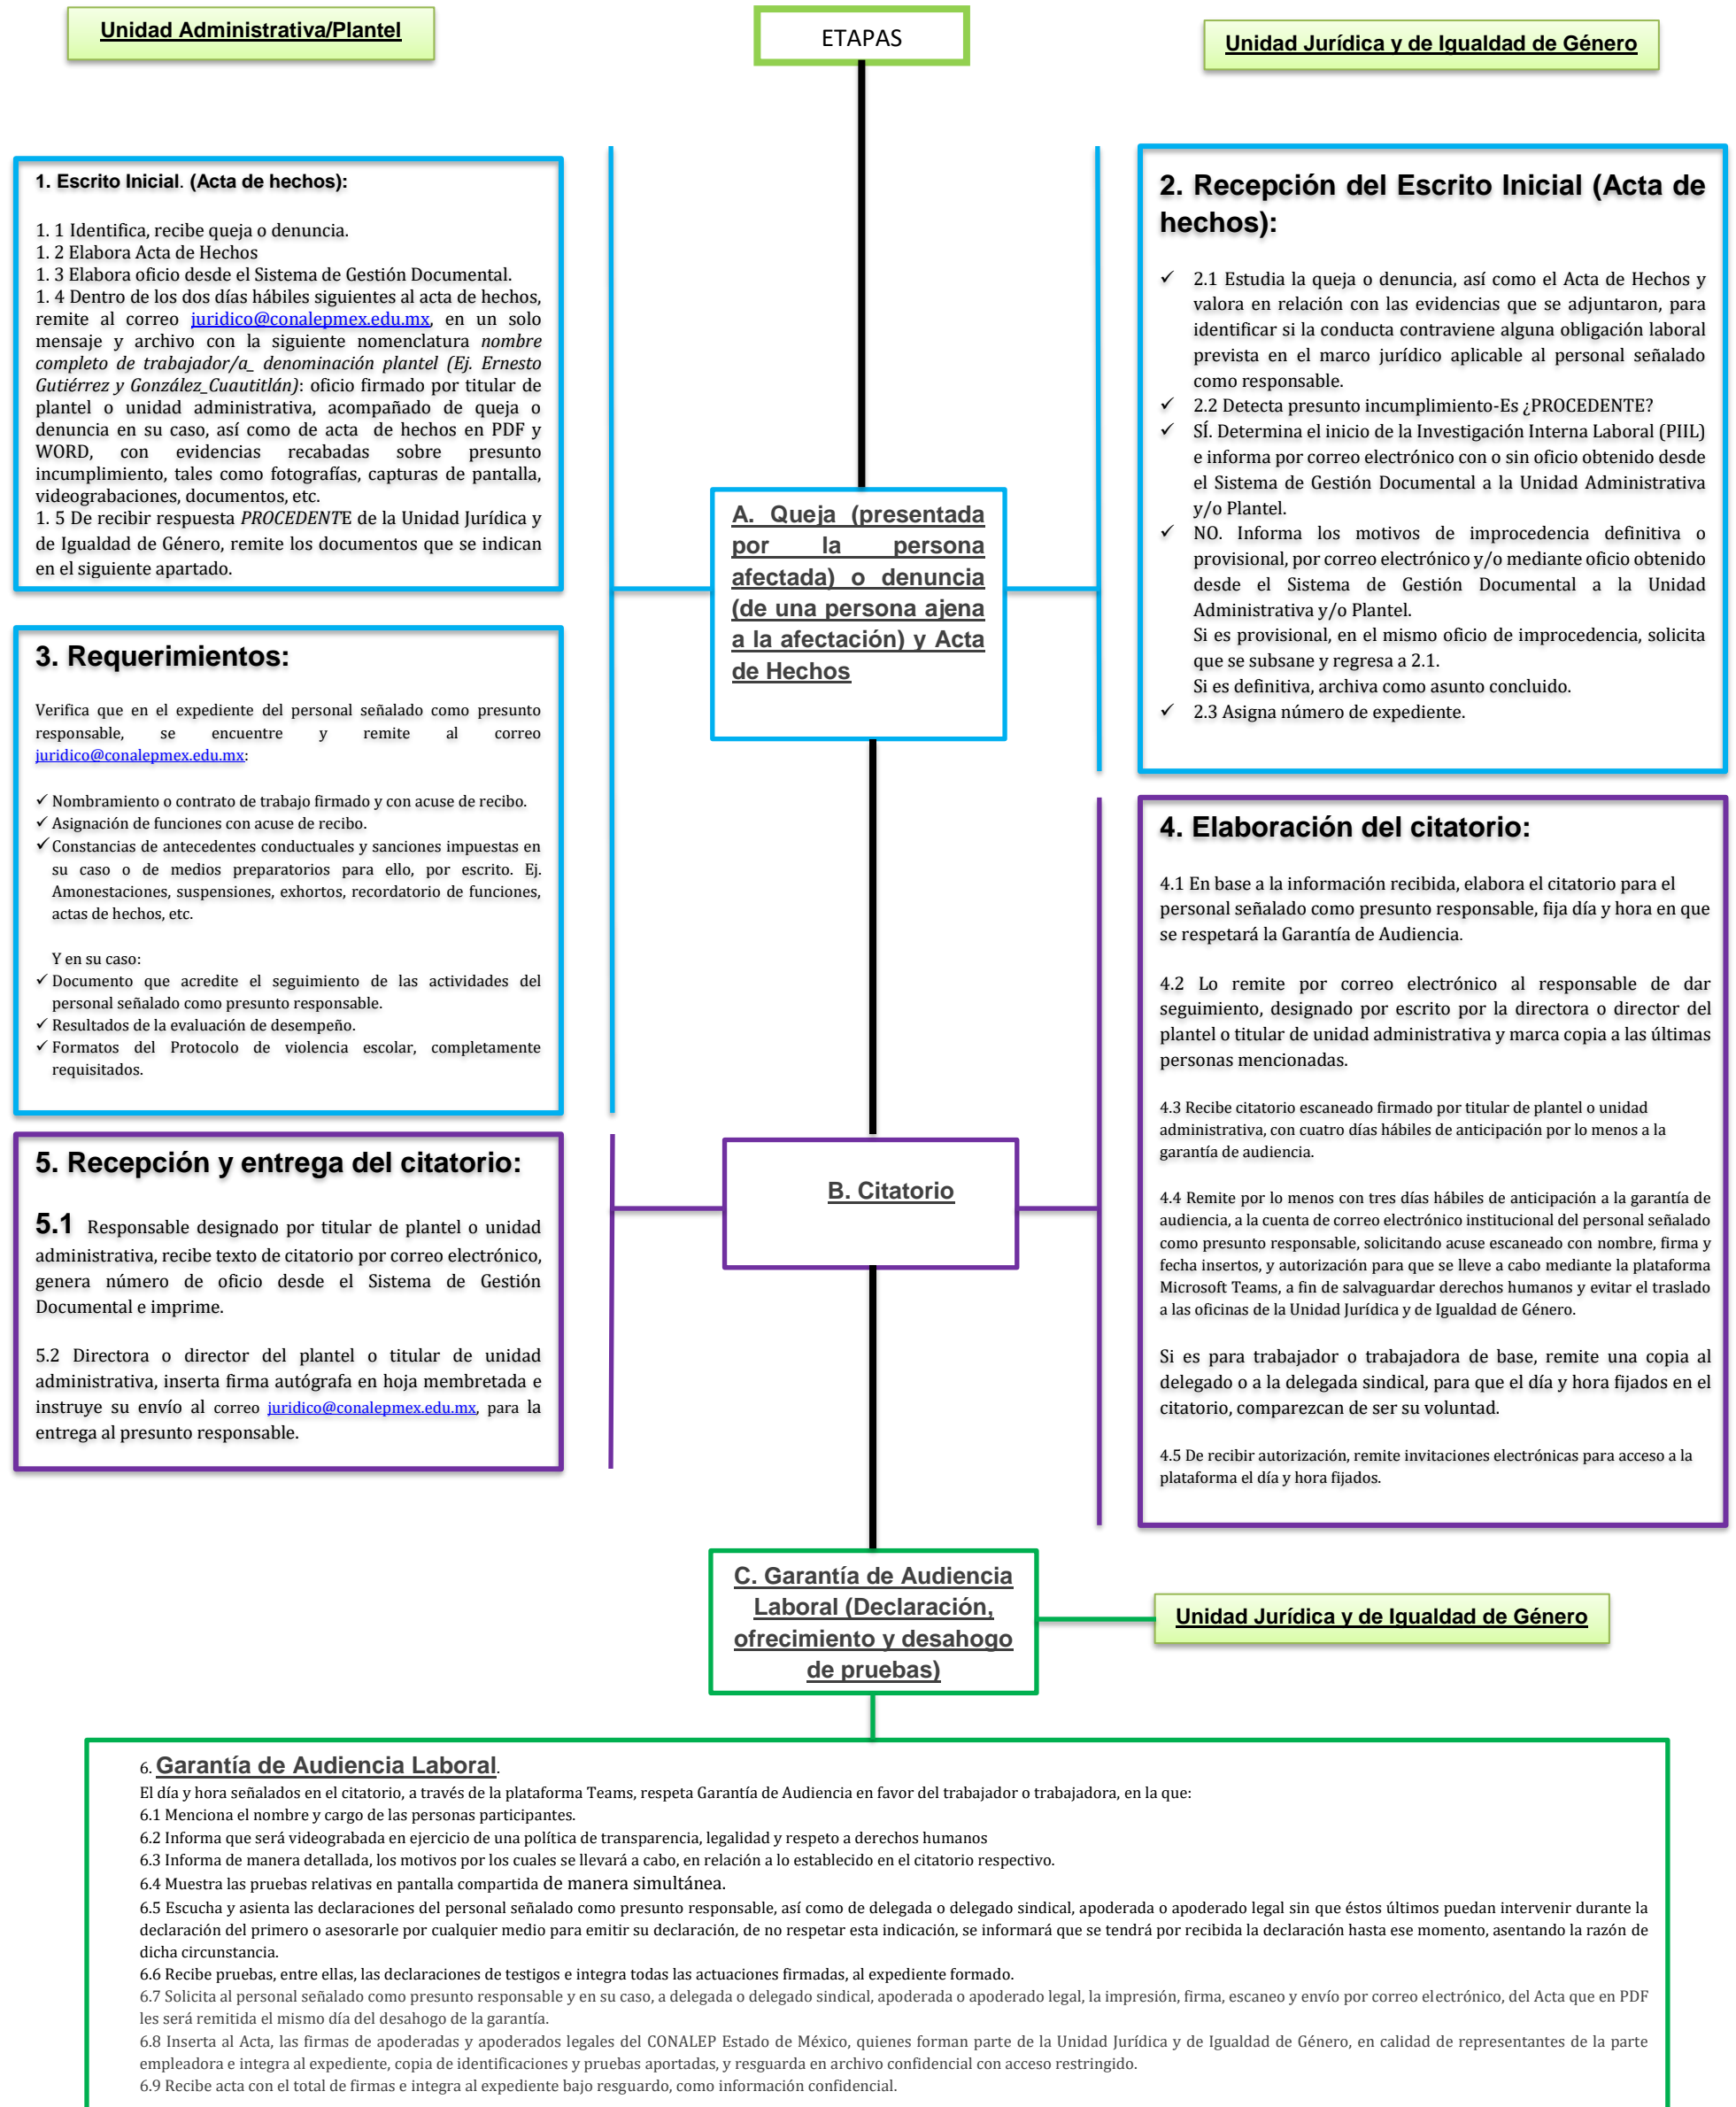 Unidad Administrativa/Plantel
ETAPAS
Unidad Jurídica y de Igualdad de Género
1. Escrito Inicial. (Acta de hechos):
1. 1 Identifica, recibe queja o denuncia.
1. 2 Elabora Acta de Hechos
1. 3 Elabora oficio desde el Sistema de Gestión Documental.
1. 4 Dentro de los dos días hábiles siguientes al acta de hechos,
remite al correo juridico@conalepmex.edu.mx, en un solo
mensaje y archivo con la siguiente nomenclatura nombre
completo de trabajador/a_ denominación plantel (Ej. Ernesto
Gutiérrez y González_Cuautitlán): oficio firmado por titular de
plantel o unidad administrativa, acompañado de queja o
denuncia en su caso, así como de acta de hechos en PDF y
WORD, con evidencias recabadas sobre presunto
incumplimiento, tales como fotografías, capturas de pantalla,
videograbaciones, documentos, etc.
1. 5 De recibir respuesta PROCEDENTE de la Unidad Jurídica y
de Igualdad de Género, remite los documentos que se indican
en el siguiente apartado.
2. Recepción del Escrito Inicial (Acta de
hechos):
✓ 2.1 Estudia la queja o denuncia, así como el Acta de Hechos y
valora en relación con las evidencias que se adjuntaron, para
identificar si la conducta contraviene alguna obligación laboral
prevista en el marco jurídico aplicable al personal señalado
como responsable.
✓ 2.2 Detecta presunto incumplimiento-Es ¿PROCEDENTE?
✓ SÍ. Determina el inicio de la Investigación Interna Laboral (PIIL)
e informa por correo electrónico con o sin oficio obtenido desde
el Sistema de Gestión Documental a la Unidad Administrativa
y/o Plantel.
✓ NO. Informa los motivos de improcedencia definitiva o
provisional, por correo electrónico y/o mediante oficio obtenido
desde el Sistema de Gestión Documental a la Unidad
Administrativa y/o Plantel.
Si es provisional, en el mismo oficio de improcedencia, solicita
que se subsane y regresa a 2.1.
Si es definitiva, archiva como asunto concluido.
✓ 2.3 Asigna número de expediente.
A. Queja (presentada
por la persona
afectada) o denuncia
(de una persona ajena
a la afectación) y Acta
de Hechos
3. Requerimientos:
Verifica que en el expediente del personal señalado como presunto
responsable, se encuentre y remite al correo
juridico@conalepmex.edu.mx:
✓ Nombramiento o contrato de trabajo firmado y con acuse de recibo.
✓ Asignación de funciones con acuse de recibo.
✓ Constancias de antecedentes conductuales y sanciones impuestas en
su caso o de medios preparatorios para ello, por escrito. Ej.
Amonestaciones, suspensiones, exhortos, recordatorio de funciones,
actas de hechos, etc.
Y en su caso:
✓ Documento que acredite el seguimiento de las actividades del
personal señalado como presunto responsable.
✓ Resultados de la evaluación de desempeño.
✓ Formatos del Protocolo de violencia escolar, completamente
requisitados.
4. Elaboración del citatorio:
4.1 En base a la información recibida, elabora el citatorio para el
personal señalado como presunto responsable, fija día y hora en que
se respetará la Garantía de Audiencia.
4.2 Lo remite por correo electrónico al responsable de dar
seguimiento, designado por escrito por la directora o director del
plantel o titular de unidad administrativa y marca copia a las últimas
personas mencionadas.
4.3 Recibe citatorio escaneado firmado por titular de plantel o unidad
administrativa, con cuatro días hábiles de anticipación por lo menos a la
garantía de audiencia.
4.4 Remite por lo menos con tres días hábiles de anticipación a la garantía de
audiencia, a la cuenta de correo electrónico institucional del personal señalado
como presunto responsable, solicitando acuse escaneado con nombre, firma y
fecha insertos, y autorización para que se lleve a cabo mediante la plataforma
Microsoft Teams, a fin de salvaguardar derechos humanos y evitar el traslado
a las oficinas de la Unidad Jurídica y de Igualdad de Género.
Si es para trabajador o trabajadora de base, remite una copia al
delegado o a la delegada sindical, para que el día y hora fijados en el
citatorio, comparezcan de ser su voluntad.
4.5 De recibir autorización, remite invitaciones electrónicas para acceso a la
plataforma el día y hora fijados.
5. Recepción y entrega del citatorio:
5.1 Responsable designado por titular de plantel o unidad
administrativa, recibe texto de citatorio por correo electrónico,
genera número de oficio desde el Sistema de Gestión
Documental e imprime.
5.2 Directora o director del plantel o titular de unidad
administrativa, inserta firma autógrafa en hoja membretada e
instruye su envío al correo juridico@conalepmex.edu.mx, para la
entrega al presunto responsable.
B. Citatorio
C. Garantía de Audiencia
Laboral (Declaración,
ofrecimiento y desahogo
de pruebas)
Unidad Jurídica y de Igualdad de Género
6. Garantía de Audiencia Laboral.
El día y hora señalados en el citatorio, a través de la plataforma Teams, respeta Garantía de Audiencia en favor del trabajador o trabajadora, en la que:
6.1 Menciona el nombre y cargo de las personas participantes.
6.2 Informa que será videograbada en ejercicio de una política de transparencia, legalidad y respeto a derechos humanos
6.3 Informa de manera detallada, los motivos por los cuales se llevará a cabo, en relación a lo establecido en el citatorio respectivo.
6.4 Muestra las pruebas relativas en pantalla compartida de manera simultánea.
6.5 Escucha y asienta las declaraciones del personal señalado como presunto responsable, así como de delegada o delegado sindical, apoderada o apoderado legal sin que éstos últimos puedan intervenir durante la
declaración del primero o asesorarle por cualquier medio para emitir su declaración, de no respetar esta indicación, se informará que se tendrá por recibida la declaración hasta ese momento, asentando la razón de
dicha circunstancia.
6.6 Recibe pruebas, entre ellas, las declaraciones de testigos e integra todas las actuaciones firmadas, al expediente formado.
6.7 Solicita al personal señalado como presunto responsable y en su caso, a delegada o delegado sindical, apoderada o apoderado legal, la impresión, firma, escaneo y envío por correo electrónico, del Acta que en PDF
les será remitida el mismo día del desahogo de la garantía.
6.8 Inserta al Acta, las firmas de apoderadas y apoderados legales del CONALEP Estado de México, quienes forman parte de la Unidad Jurídica y de Igualdad de Género, en calidad de representantes de la parte
empleadora e integra al expediente, copia de identificaciones y pruebas aportadas, y resguarda en archivo confidencial con acceso restringido.
6.9 Recibe acta con el total de firmas e integra al expediente bajo resguardo, como información confidencial.